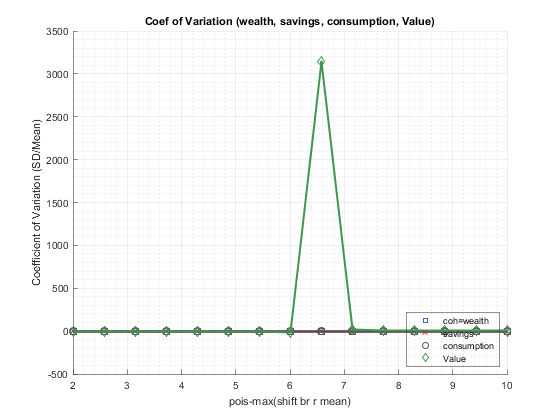 Coef of Variation (wealth, savings, consumption, Value)
3500
3000
2500
2000
1500
1000
500
0
-500
Coefficient of Variation (SD/Mean)
2 3 4 5 6 7 8 9 10
pois-max(shift br r mean)
coh=wealth
savings
consumption
Value